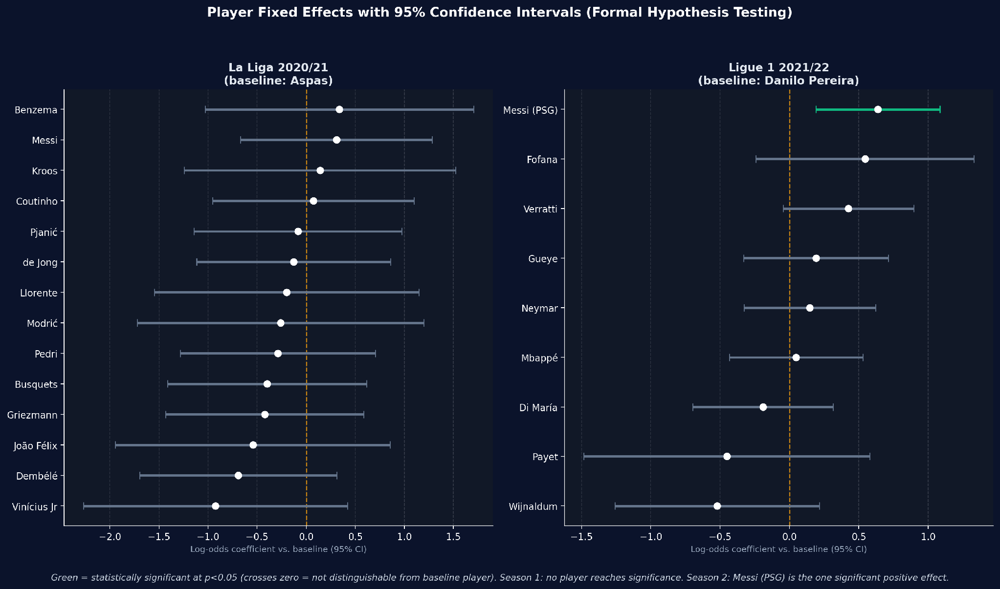 Player Fixed Effects with 95% Confidence Intervals (Formal Hypothesis Testing)
La Liga 2020/21
(baseline: Aspas)
Benzema
Messi
Kroos
Coutinho
Pjanić
de Jong
Llorente
Modrić
Pedri
Busquets
Griezmann
João Félix
Dembélé
Vinícius Jr
−2.0 −1.5 −1.0 −0.5 0.0 0.5 1.0 1.5
Log-odds coefficient vs. baseline (95% CI)
Ligue 1 2021/22
(baseline: Danilo Pereira)
Messi (PSG)
Fofana
Verratti
Gueye
Neymar
Mbappé
Di María
Payet
Wijnaldum
−1.5 −1.0 −0.5 0.0 0.5 1.0
Log-odds coefficient vs. baseline (95% CI)
Green = statistically significant at p<0.05 (crosses zero = not distinguishable from baseline player). Season 1: no player reaches significance. Season 2: Messi (PSG) is the one significant positive effect.